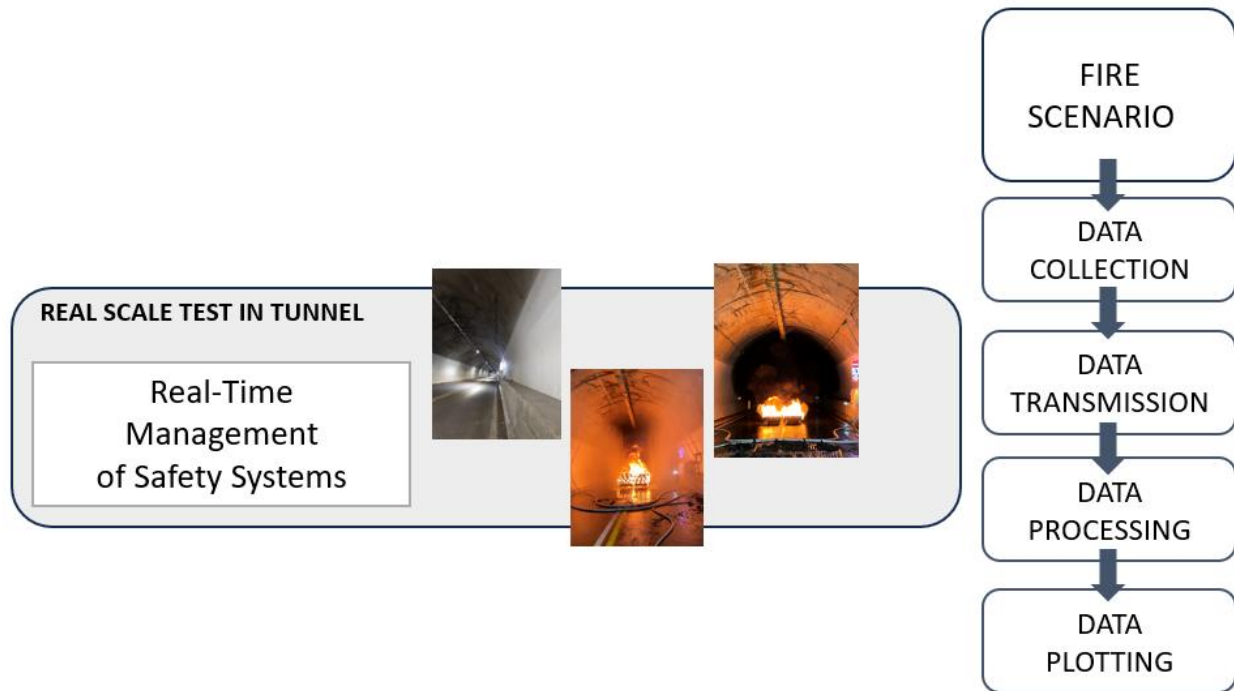 REAL SCALE TEST IN TUNNEL
Real-Time
Management
of Safety Systems
FIRE
SCENARIO
DATA
COLLECTION
DATA
TRANSMISSION
DATA
PROCESSING
DATA
PLOTTING